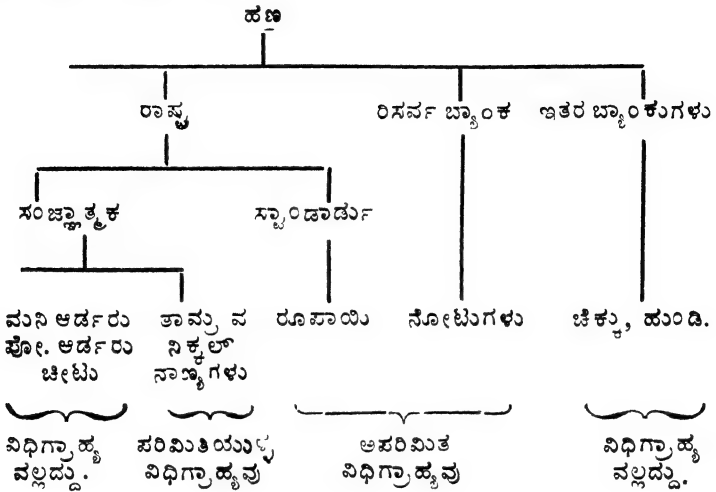 ಹಣ
ರಾಷ್ಟ್ರ ರಿಸರ್ವ ಬ್ಯಾಂಕ ಇತರ ಬ್ಯಾಂಕುಗಳು
ಸಂಜ್ಞಾತ್ಮಕ ಸ್ಟಾಂಡಾರ್ಡು
ಮನಿ ಆರ್ಡರು ತಾಮ್ರ ವ ರೂಪಾಯಿ ನೋಟುಗಳು ಚೆಕ್ಕು, ಹುಂಡಿ.
ಪೋ. ಆರ್ಡರು ನಿಕ್ಕಲ್
ಚೀಟು ನಾಣ್ಯಗಳು
ವಿಧಿಗ್ರಾಹ್ಯ ಪರಿಮಿತಿಯುಳ್ಳ ಅಪರಿಮಿತ ವಿಧಿಗ್ರಾಹ್ಯ
ವಲ್ಲದ್ದು. ವಿಧಿಗ್ರಾಹ್ಯವು ವಿಧಿಗ್ರಾಹ್ಯವು ವಲ್ಲದ್ದು.